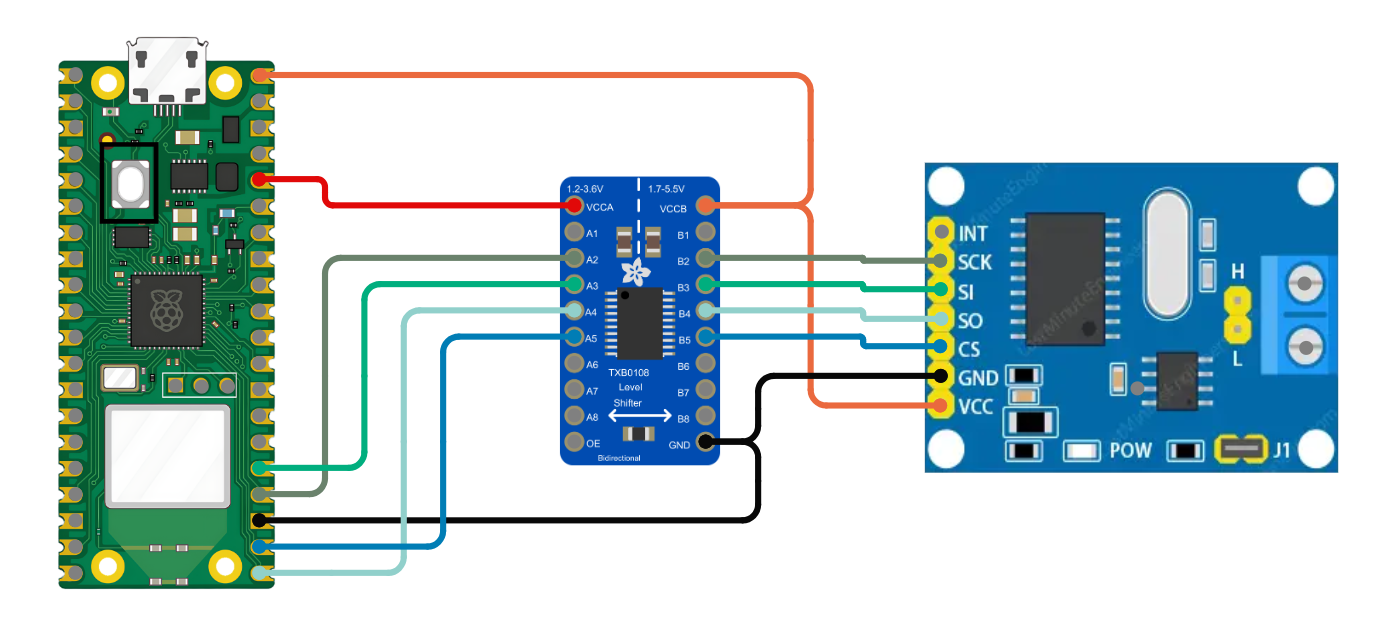 1.2-3.6V 1.7-5.5V
VCCA VCCB
A1 B1
A2 B2
A3 B3
A4 B4
A5 B5
A6 B6
A7 B7
A8 B8
OE GND
TXB0108
Level
Shifter
Bidirectional
INT
SCK
SI
SO
CS
GND
VCC
H
L
POW
J1